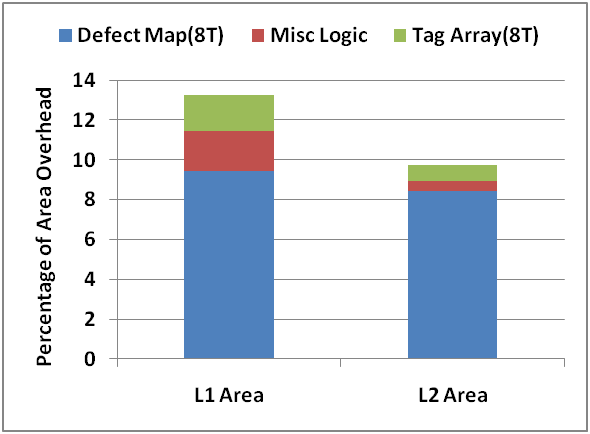 Defect Map(8T) Misc Logic Tag Array(8T)
Percentage of Area Overhead
14
12
10
8
6
4
2
0
L1 Area L2 Area